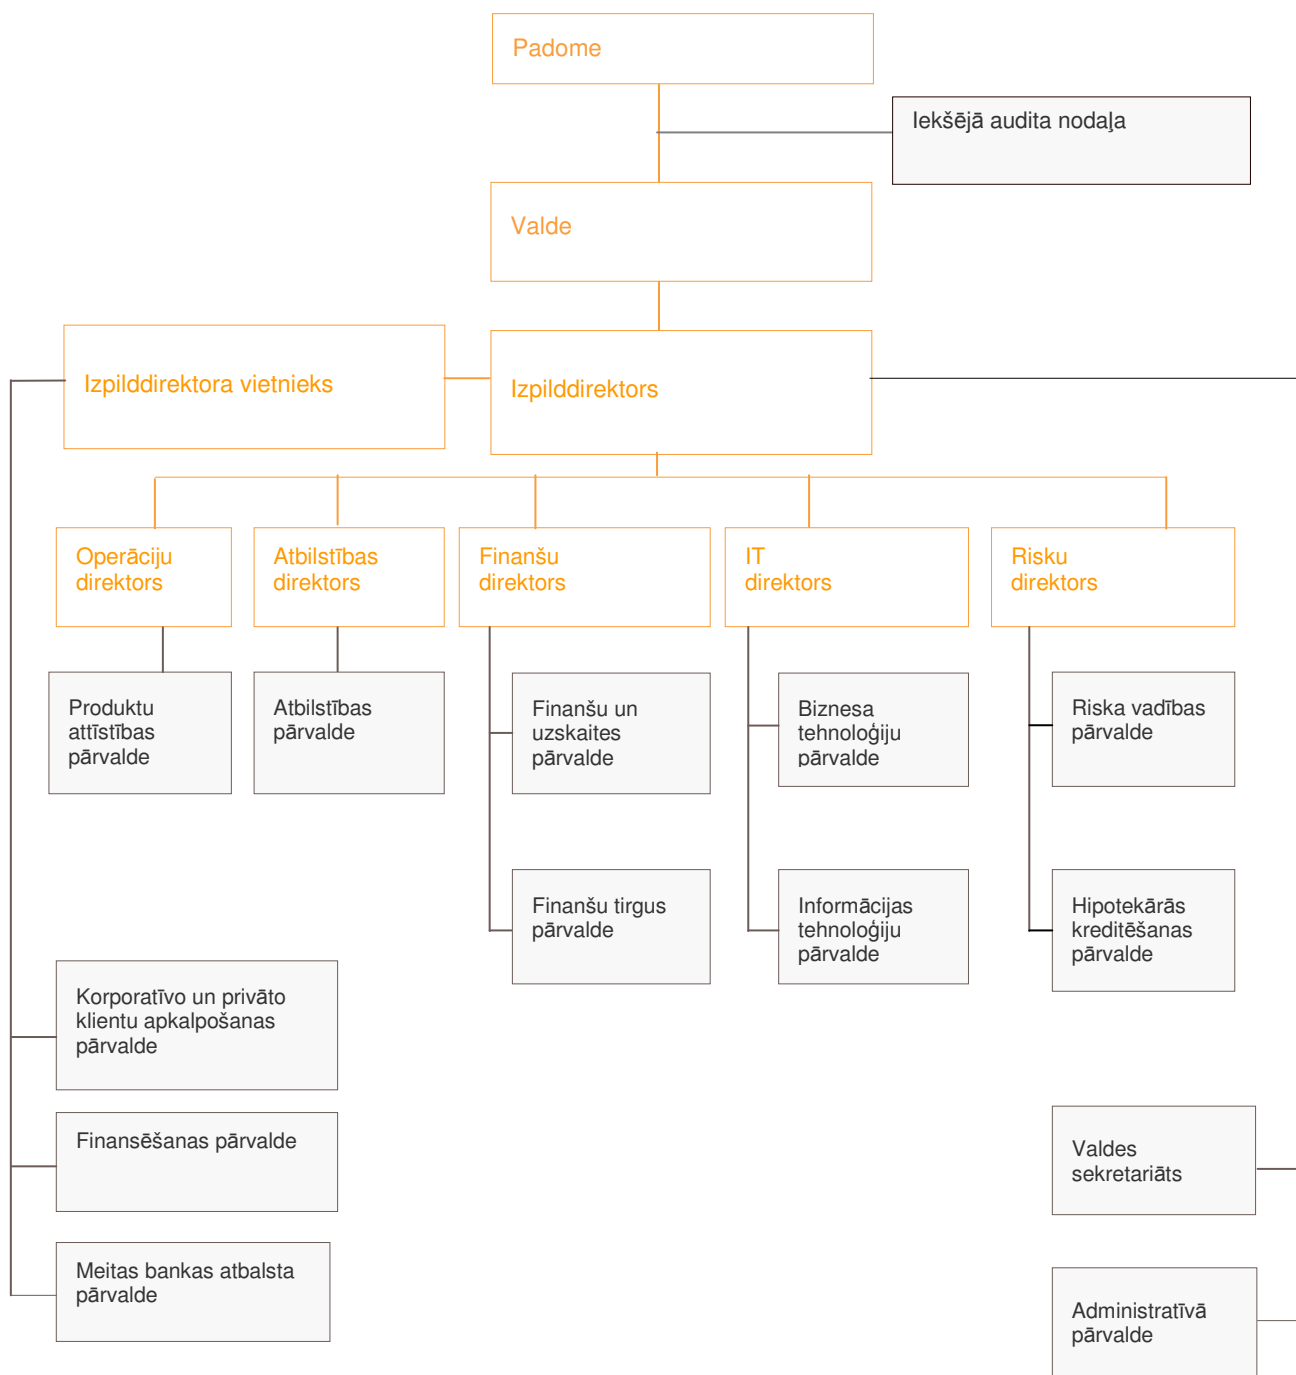 Padome
Iekšējā audita nodaļa
Valde
Izpilddirektora vietnieks
Izpilddirektors
Operāciju
direktors
Atbilstības
direktors
Finanšu
direktors
IT
direktors
Risku
direktors
Produktu
attīstības
pārvalde
Atbilstības
pārvalde
Finanšu un
uzskaites
pārvalde
Biznesa
tehnoloģiju
pārvalde
Riska vadības
pārvalde
Finanšu tirgus
pārvalde
Informācijas
tehnoloģiju
pārvalde
Hipotekārās
kreditēšanas
pārvalde
Korporatīvo un privāto
klientu apkalpošanas
pārvalde
Finansēšanas pārvalde
Valdes
sekretariāts
Meitas bankas atbalsta
pārvalde
Administratīvā
pārvalde